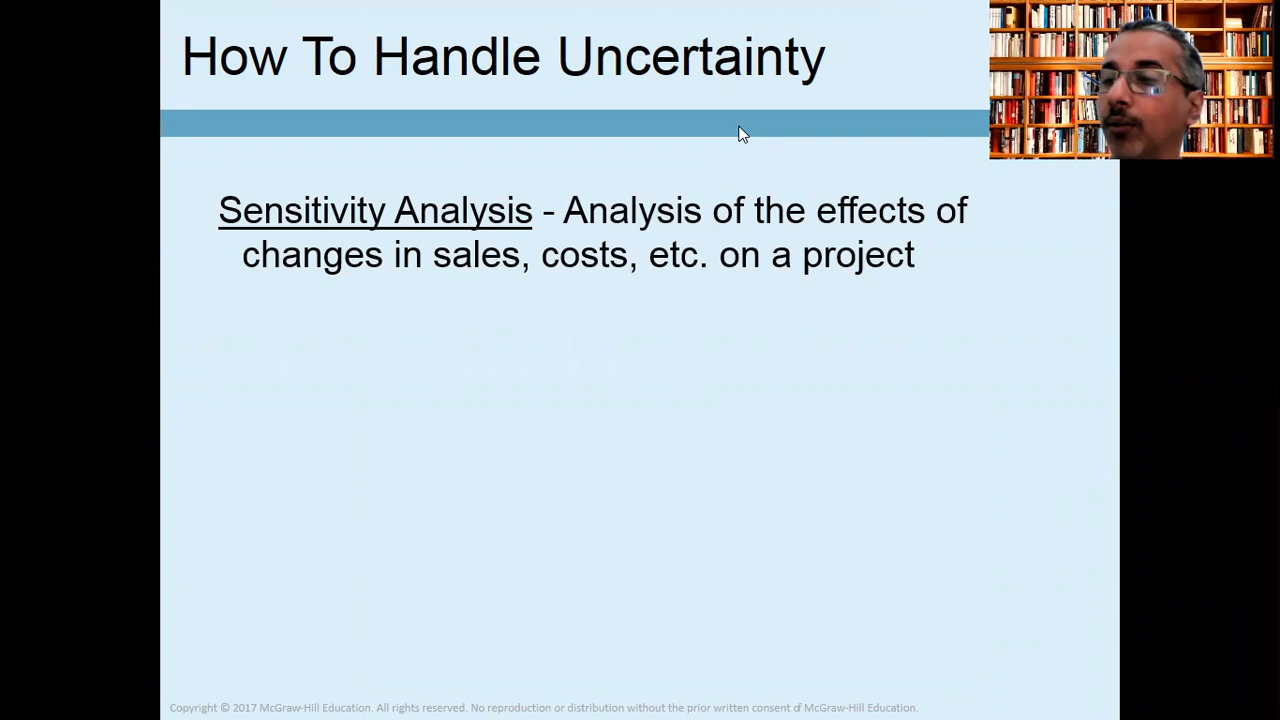 How To Handle Uncertainty
Sensitivity Analysis - Analysis of the effects of
changes in sales, costs, etc. on a project
Copyright © 2017 McGraw-Hill Education. All rights reserved. No reproduction or distribution without the prior written consent of McGraw-Hill Education.